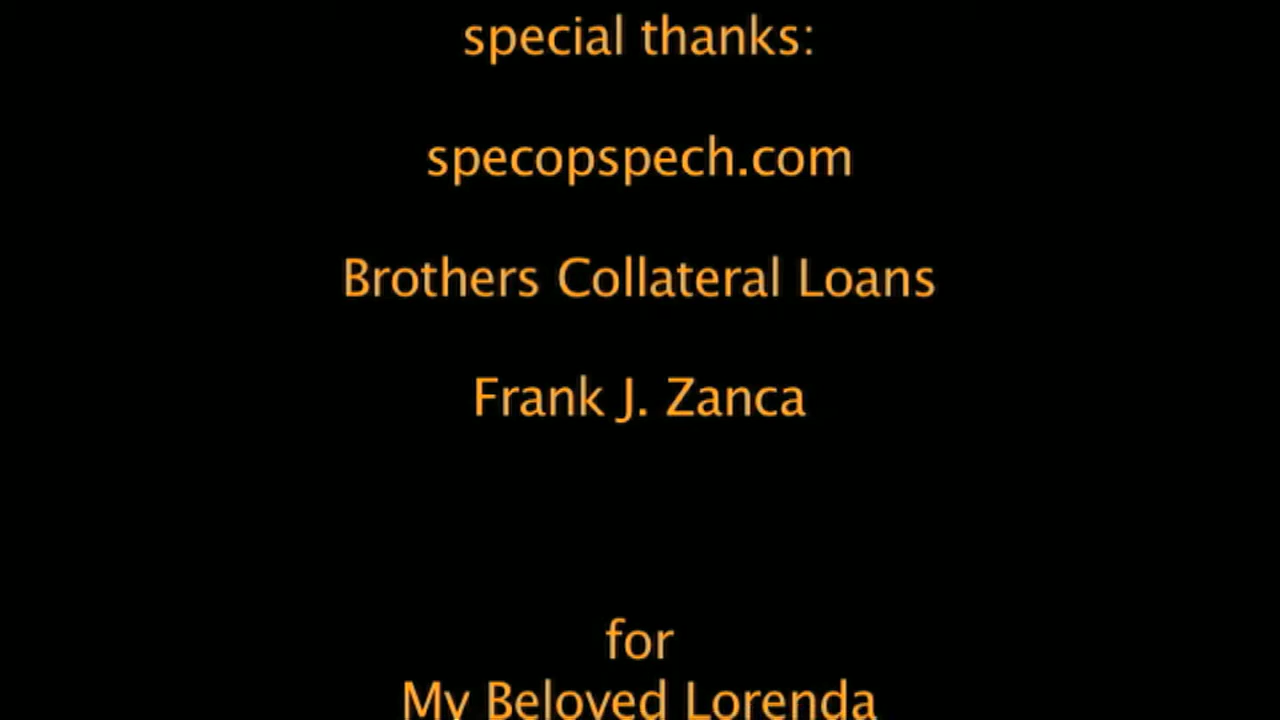 special thanks:
specopspech.com
Brothers Collateral Loans
Frank J. Zanca
for
My Beloved Lorenda